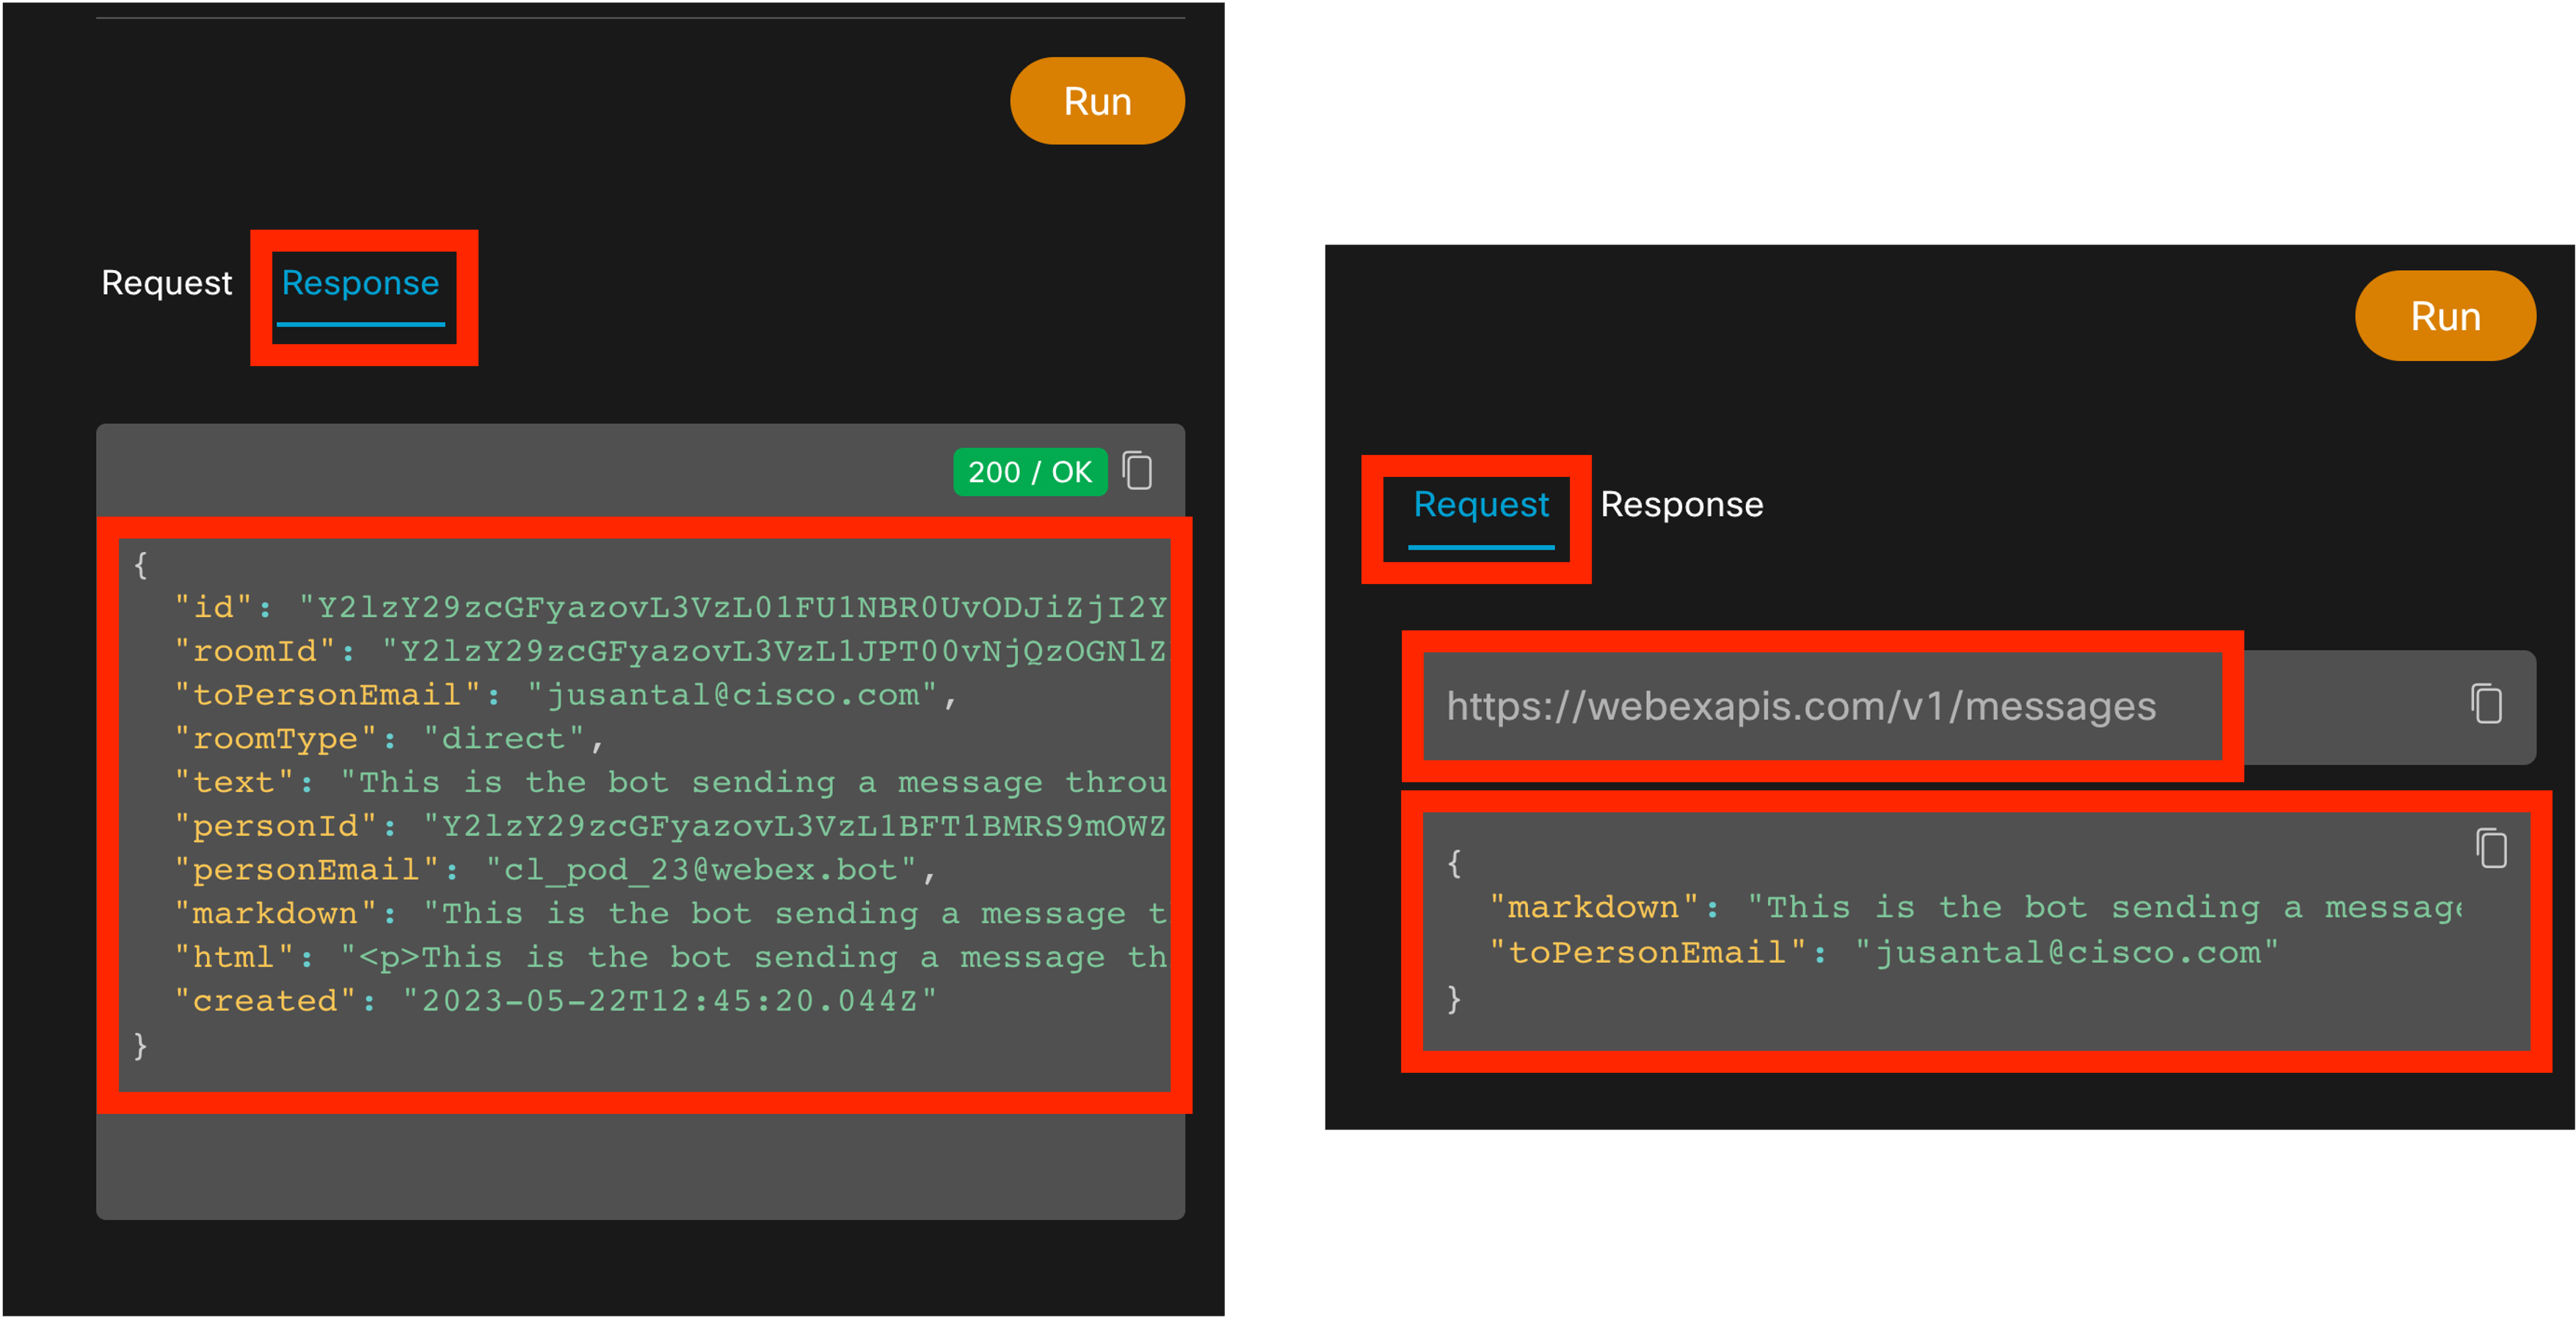 Run
Request Response
200 / OK
{
"id": "Y2lzY29zcGFyazovL3VzL01FU1NBR0UvODJiZjI2Y
"roomId": "Y2lzY29zcGFyazovL3VzL1JPT00vNjQzOGNlZ
"toPersonEmail": "jusantal@cisco.com",
"roomType": "direct",
"text": "This is the bot sending a message throu
"personId": "Y2lzY29zcGFyazovL3VzL1BFT1BMRS9mOWZ
"personEmail": "cl_pod_23@webex.bot",
"markdown": "This is the bot sending a message t
"html": "<p>This is the bot sending a message th
"created": "2023-05-22T12:45:20.044Z"
}
Run
Request Response
https://webexapis.com/v1/messages
{
"markdown": "This is the bot sending a message
"toPersonEmail": "jusantal@cisco.com"
}